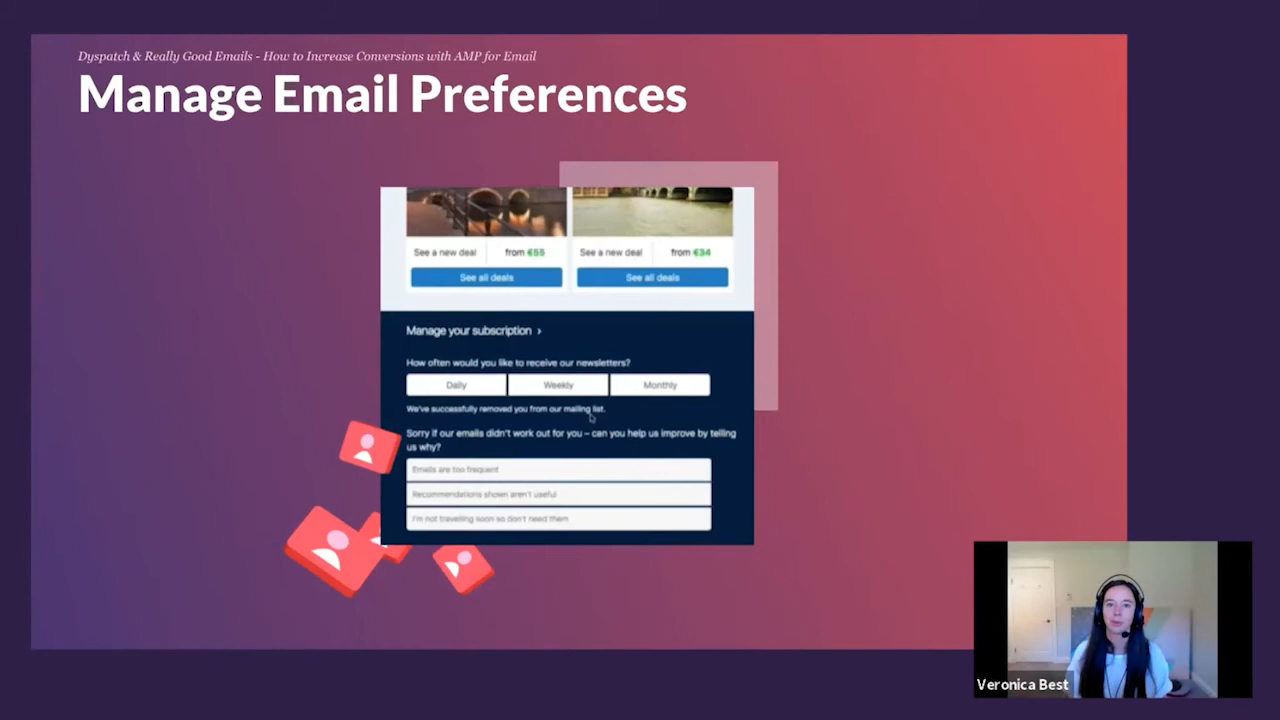 Dyspatch & Really Good Emails - How to Increase Conversions with AMP for Email
Manage Email Preferences
See a new deal
from €55
See a new deal
from €34
See all deals
See all deals
Manage your subscription ›
How often would you like to receive our newsletters?
Daily
Weekly
Monthly
We've successfully removed you from our mailing list.
Sorry if our emails didn't work out for you – can you help us improve by telling
us why?
Emails are too frequent
Recommendations shown aren't useful
I'm not travelling soon so don't need them
Veronica Best